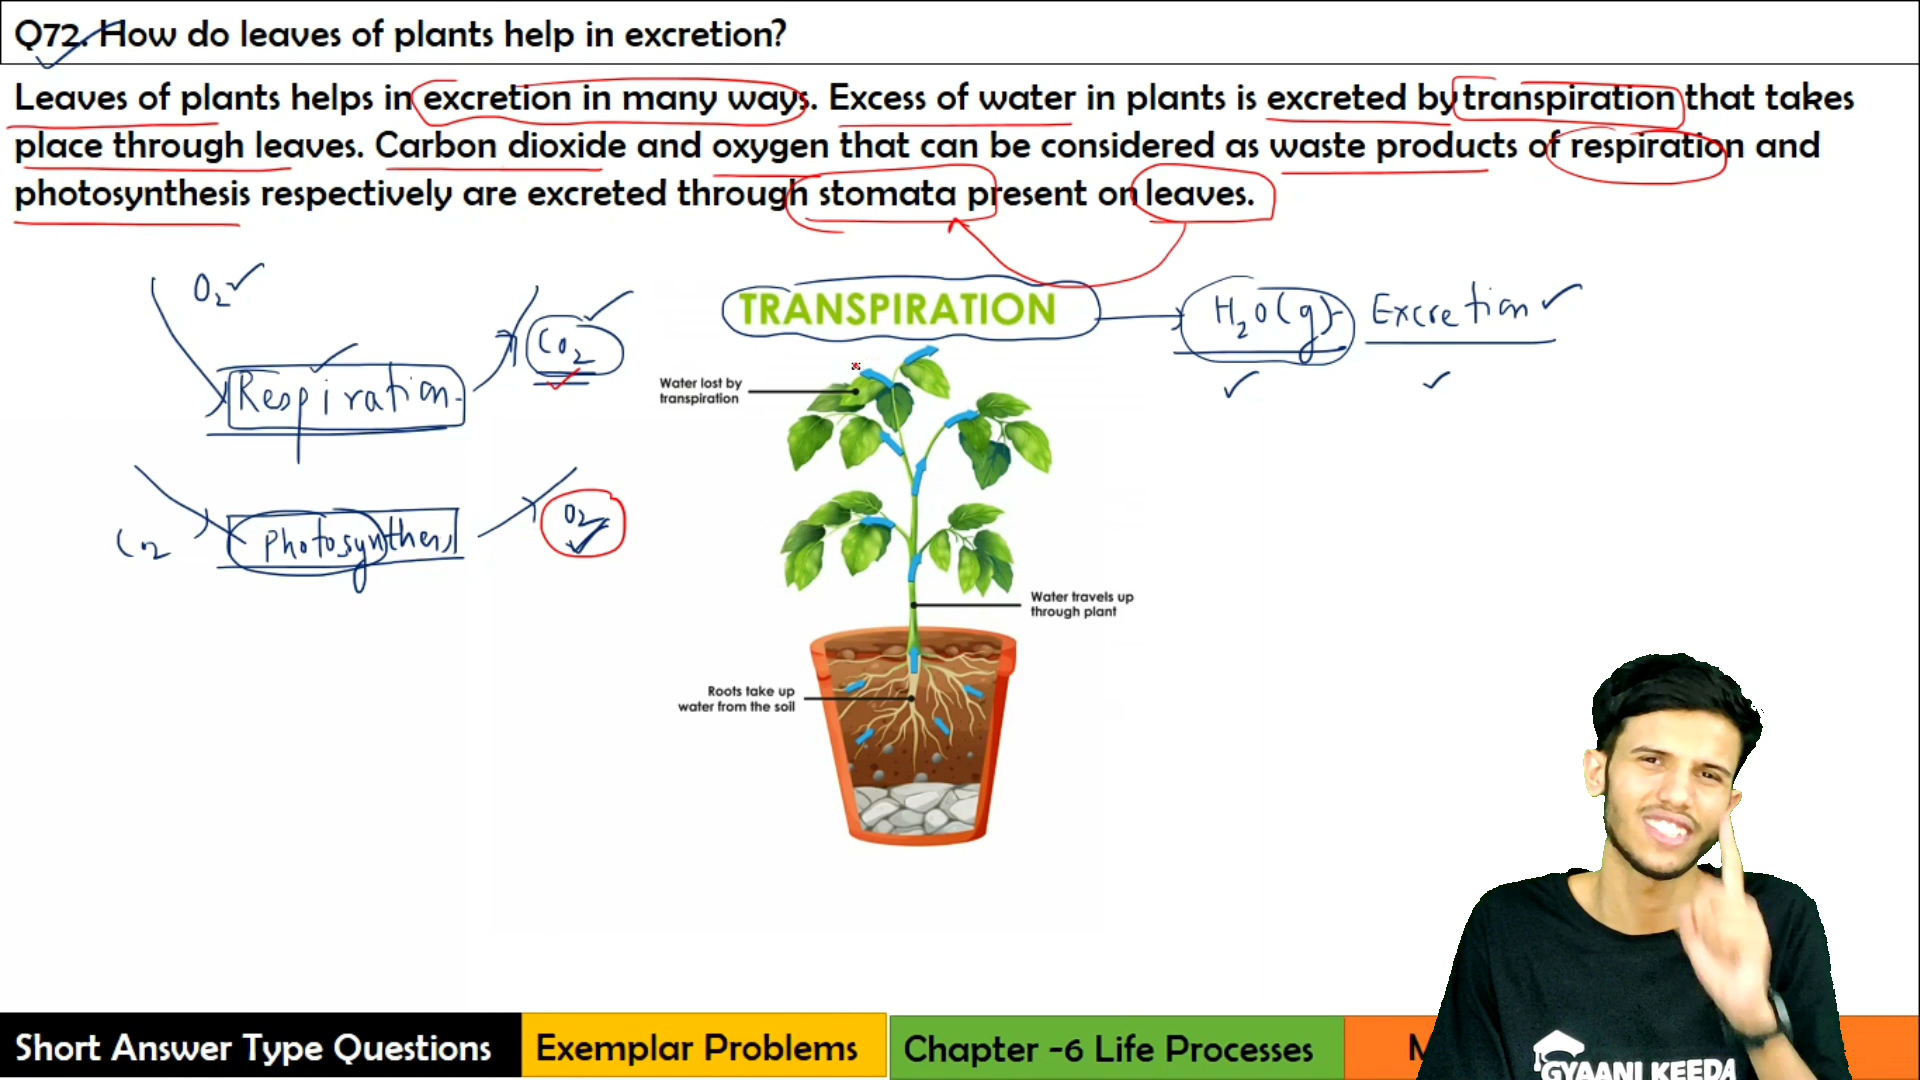 Q72. How do leaves of plants help in excretion?
Leaves of plants helps in excretion in many ways. Excess of water in plants is excreted by transpiration that takes
place through leaves. Carbon dioxide and oxygen that can be considered as waste products of respiration and
photosynthesis respectively are excreted through stomata present on leaves.
O2
CO2
Respiration
TRANSPIRATION
H2O(g)
Excretion
Water lost by
transpiration
CO2
O2
Water travels up
through plant
Roots take up
water from the soil
Short Answer Type Questions
Exemplar Problems
Chapter -6 Life Processes
GYAANI KEEDA